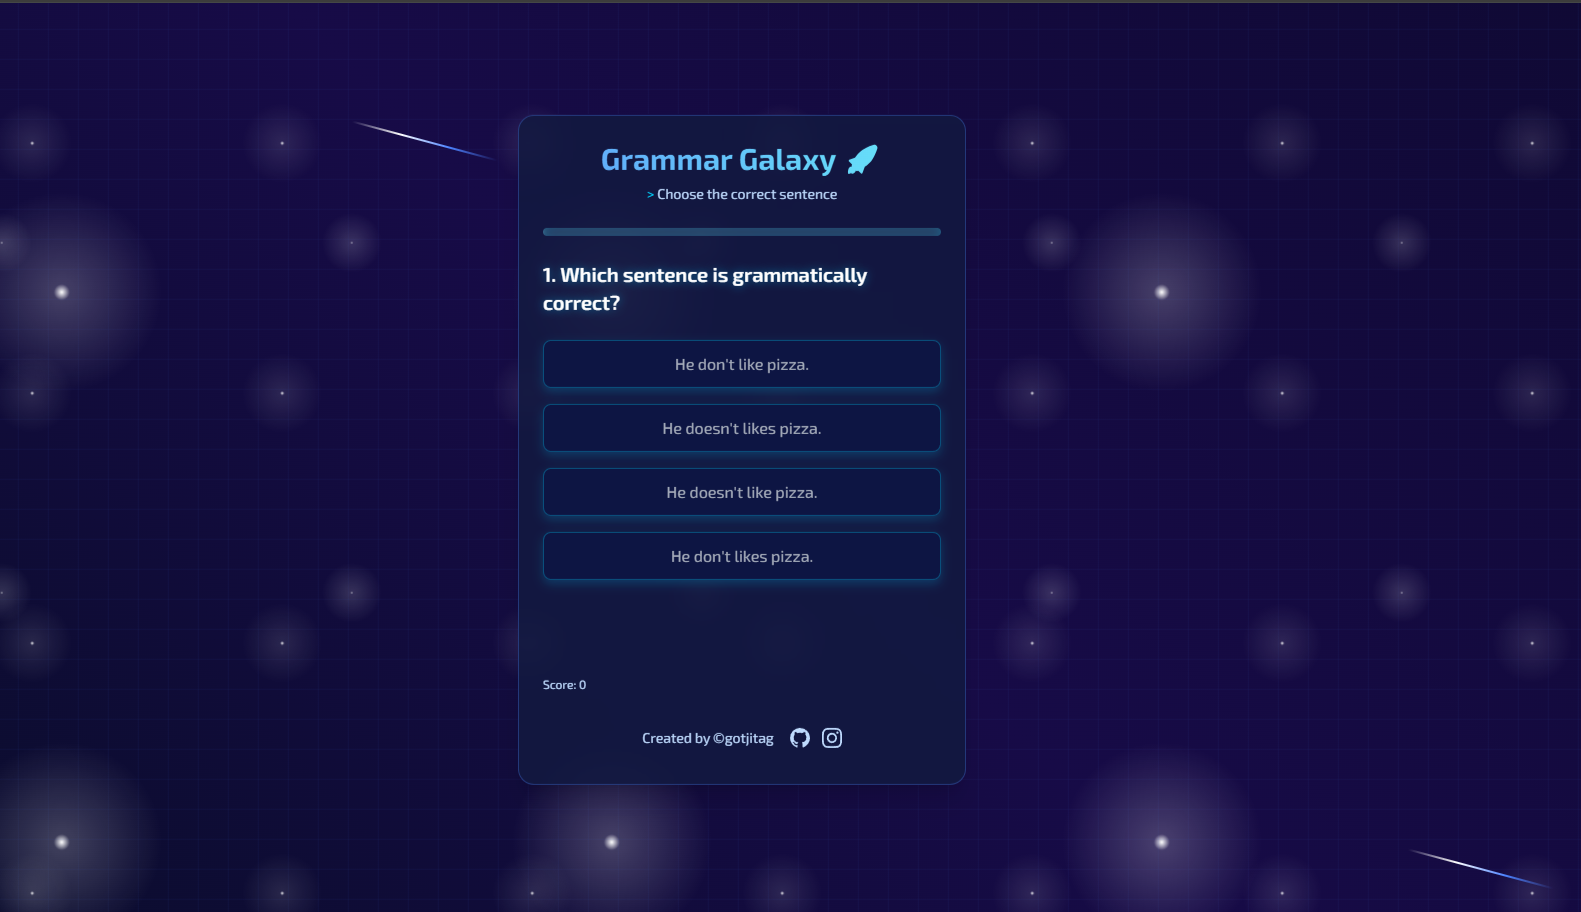 Grammar Galaxy
> Choose the correct sentence
1. Which sentence is grammatically
correct?
He don't like pizza.
He doesn't likes pizza.
He doesn't like pizza.
He don't likes pizza.
Score: 0
Created by ©gotjitag